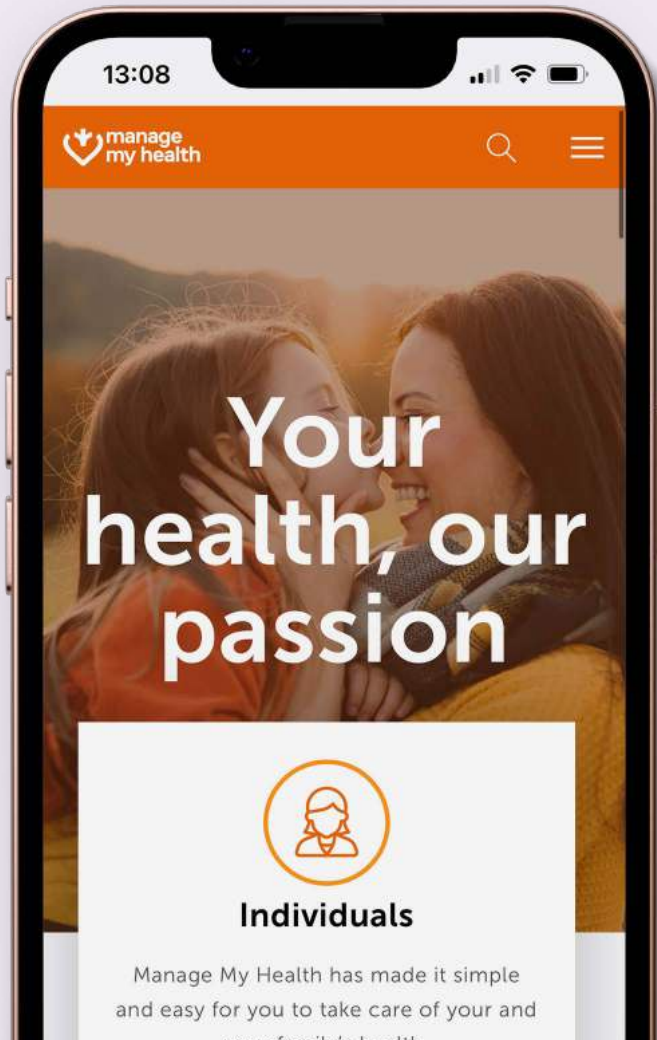 13:08
manage
my health
Your
health, our
passion
Individuals
Manage My Health has made it simple
and easy for you to take care of your and